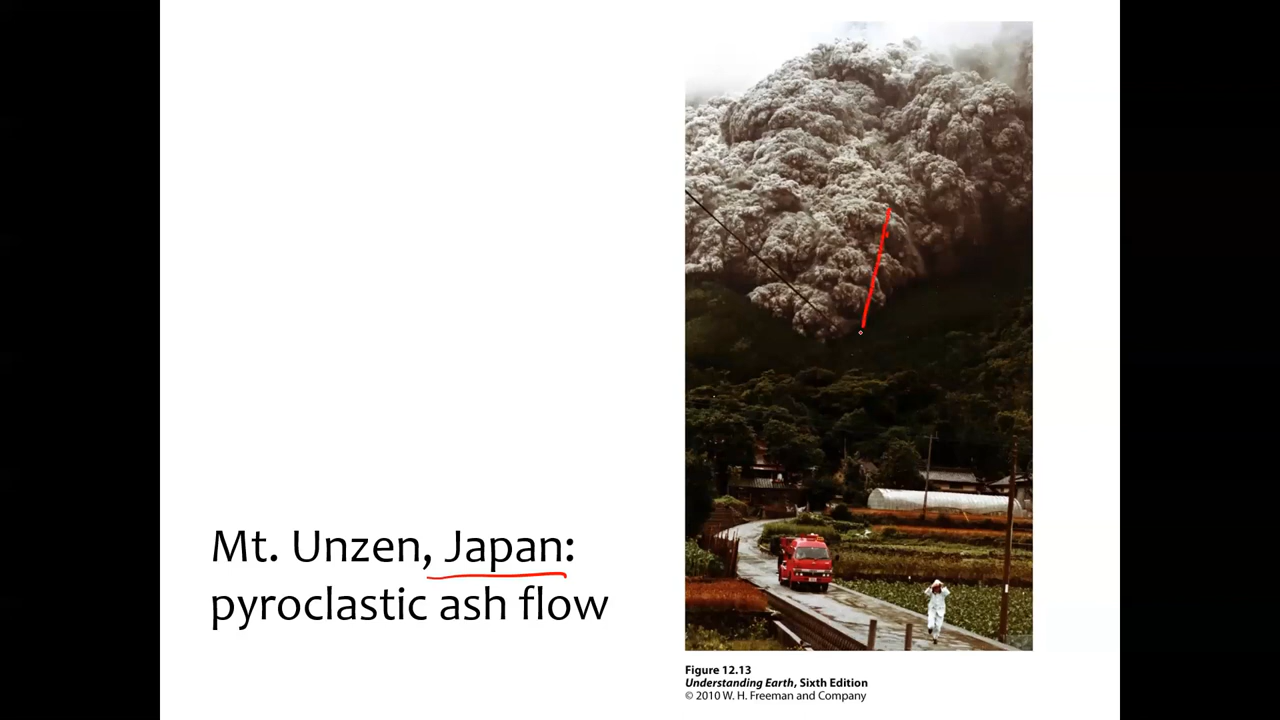 Mt. Unzen, Japan:
pyroclastic ash flow
Figure 12.13
Understanding Earth, Sixth Edition
© 2010 W. H. Freeman and Company